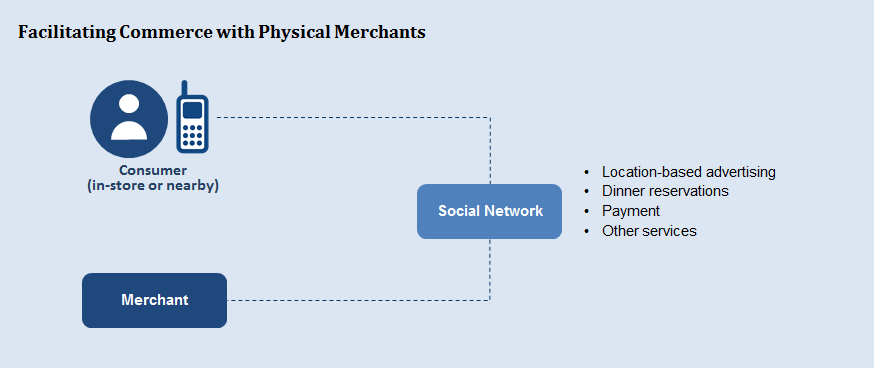 Facilitating Commerce with Physical Merchants
Consumer
(in-store or nearby)
Social Network
• Location-based advertising
• Dinner reservations
• Payment
• Other services
Merchant